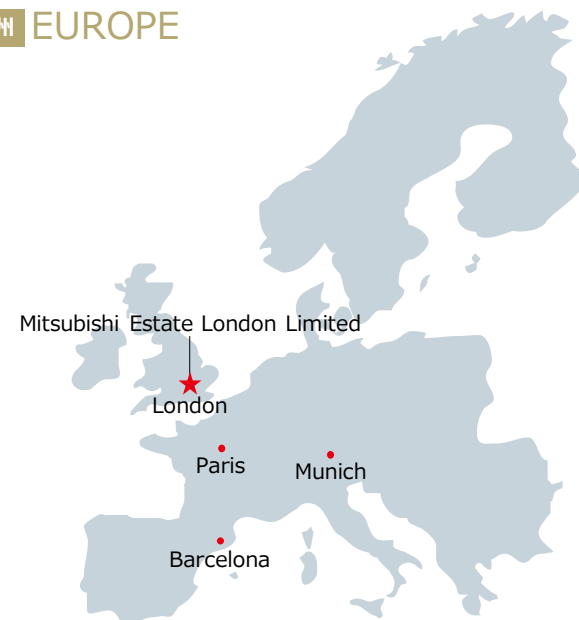 EUROPE
Mitsubishi Estate London Limited
London
Paris
Munich
Barcelona